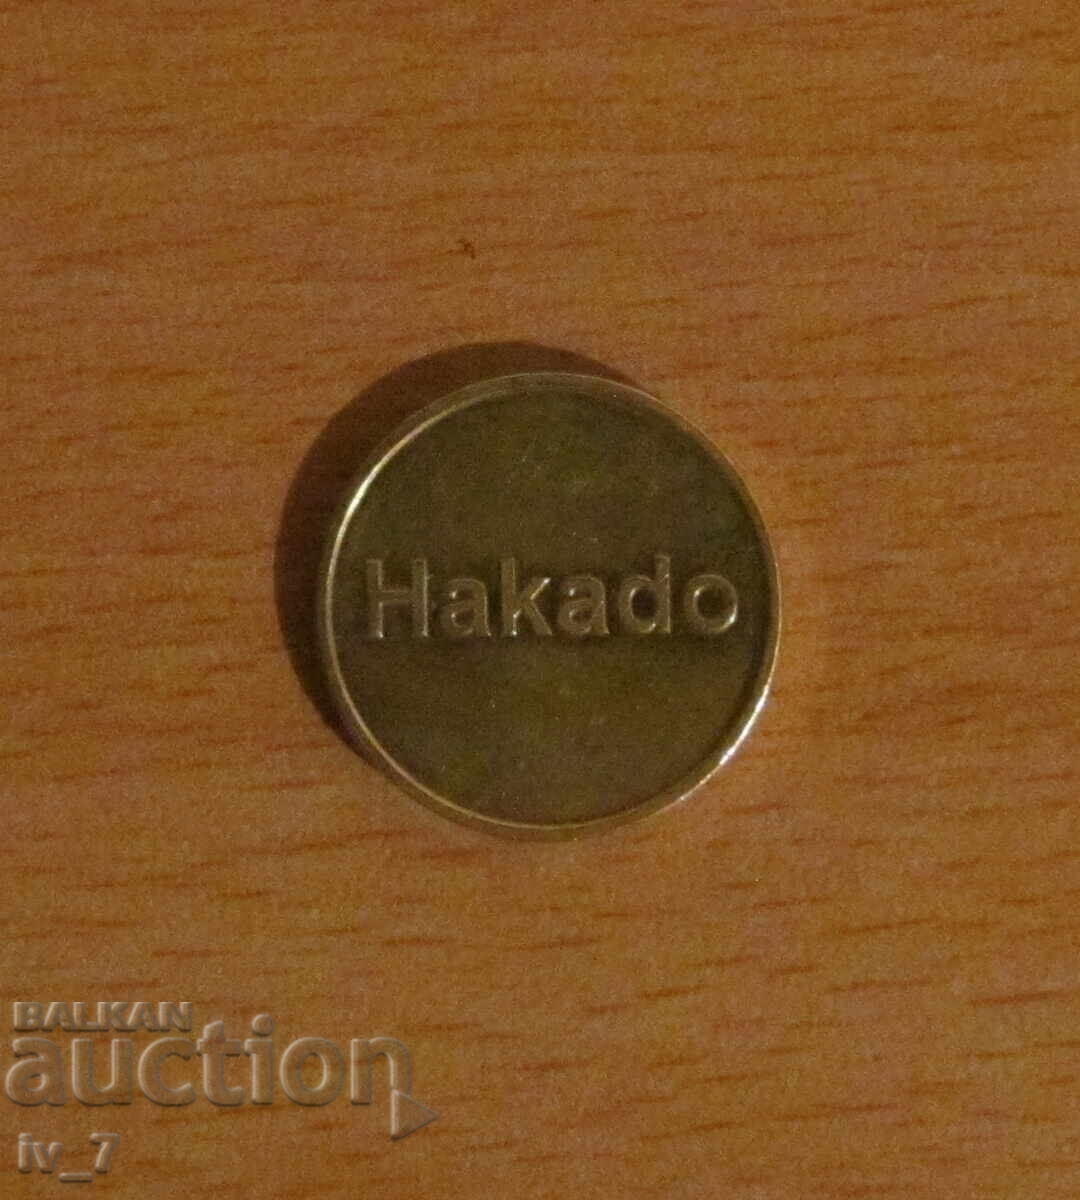 Hakado
BALKAN
auction
iv_7